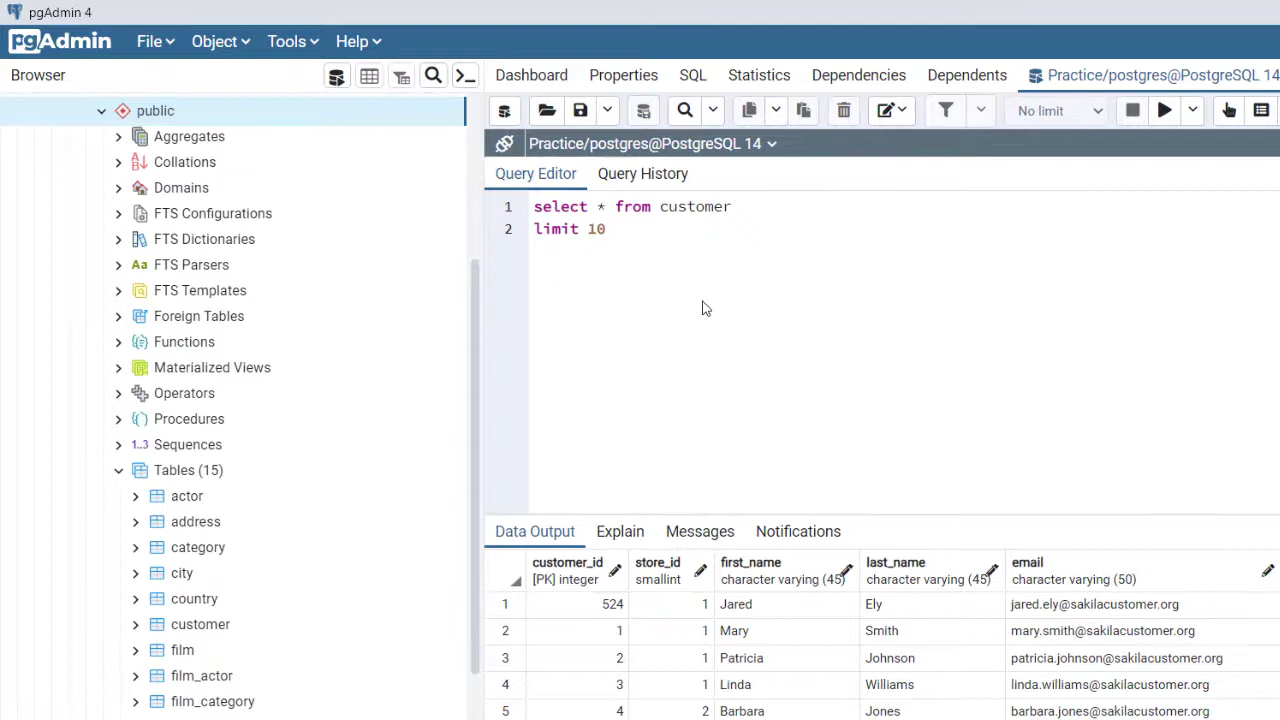 pgAdmin 4
pgAdmin File Object Tools Help
Browser
Dashboard Properties SQL Statistics Dependencies Dependents Practice/postgres@PostgreSQL 14
No limit
Practice/postgres@PostgreSQL 14
Query Editor Query History
1 select * from customer
2 limit 10
public
Aggregates
Collations
Domains
FTS Configurations
FTS Dictionaries
Aa FTS Parsers
FTS Templates
Foreign Tables
Functions
Materialized Views
Operators
Procedures
1..3 Sequences
Tables (15)
actor
address
category
city
country
customer
film
film_actor
film_category
Data Output Explain Messages Notifications
customer_id store_id first_name last_name email
[PK] integer smallint character varying (45) character varying (45) character varying (50)
1 524 1 Jared Ely jared.ely@sakilacustomer.org
2 1 1 Mary Smith mary.smith@sakilacustomer.org
3 2 1 Patricia Johnson patricia.johnson@sakilacustomer.org
4 3 1 Linda Williams linda.williams@sakilacustomer.org
5 4 2 Barbara Jones barbara.jones@sakilacustomer.org